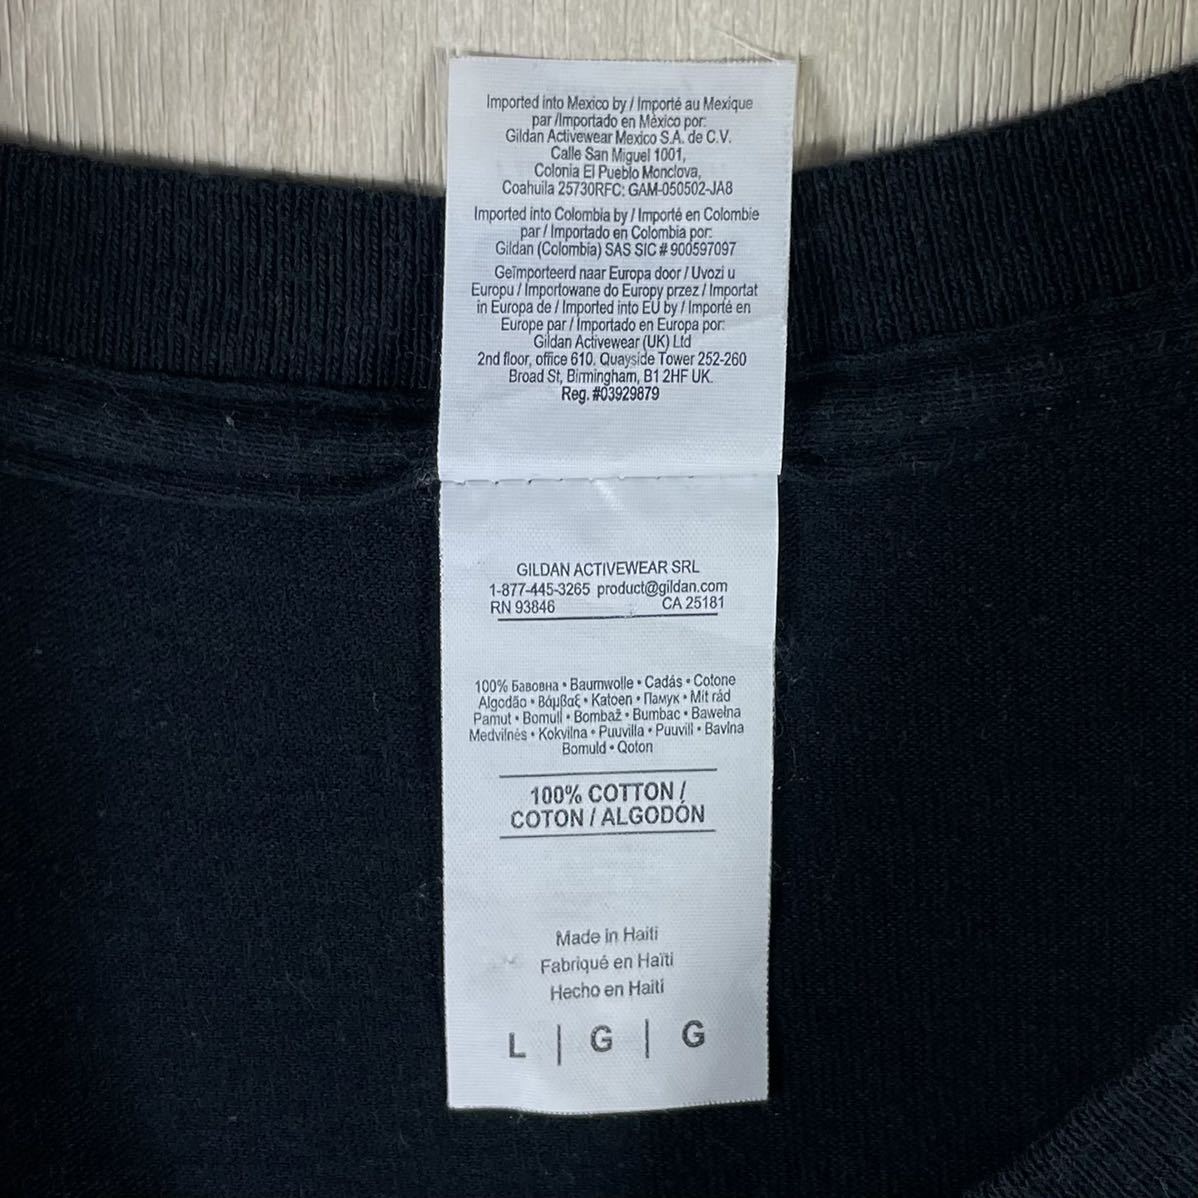 Imported into Mexico by / Importé au Mexique
par /Importado en México por:
Gildan Activewear Mexico S.A. de C.V.
Calle San Miguel 1001,
Colonia El Pueblo Monclova,
Coahuila 25730RFC: GAM-050502-JA8
Imported into Colombia by / Importé en Colombie
par / Importado en Colombia por:
Gildan (Colombia) SAS SIC # 900597097
Geïmporteerd naar Europa door / Uvozi u
Europu / Importowane do Europy przez / Importat
in Europa de / Imported into EU by / Importé en
Europe par / Importado en Europa por:
Gildan Activewear (UK) Ltd
2nd floor, office 610, Quayside Tower 252-260
Broad St, Birmingham, B1 2HF UK.
Reg. #03929879
GILDAN ACTIVEWEAR SRL
1-877-445-3265 product@gildan.com
RN 93846 CA 25181
100% Бавовна • Baumwolle • Cadás • Cotone
Algodão • Βάμβαξ • Katoen • Памук • Mit rád
Pamut • Bomull • Bombaž • Bumbac • Bawełna
Medvilnės • Kokvilna • Puuvilla • Puuvill • Bavlna
Bomuld • Qoton
100% COTTON /
COTON / ALGODÓN
Made in Haiti
Fabriqué en Haïti
Hecho en Haití
L | G | G